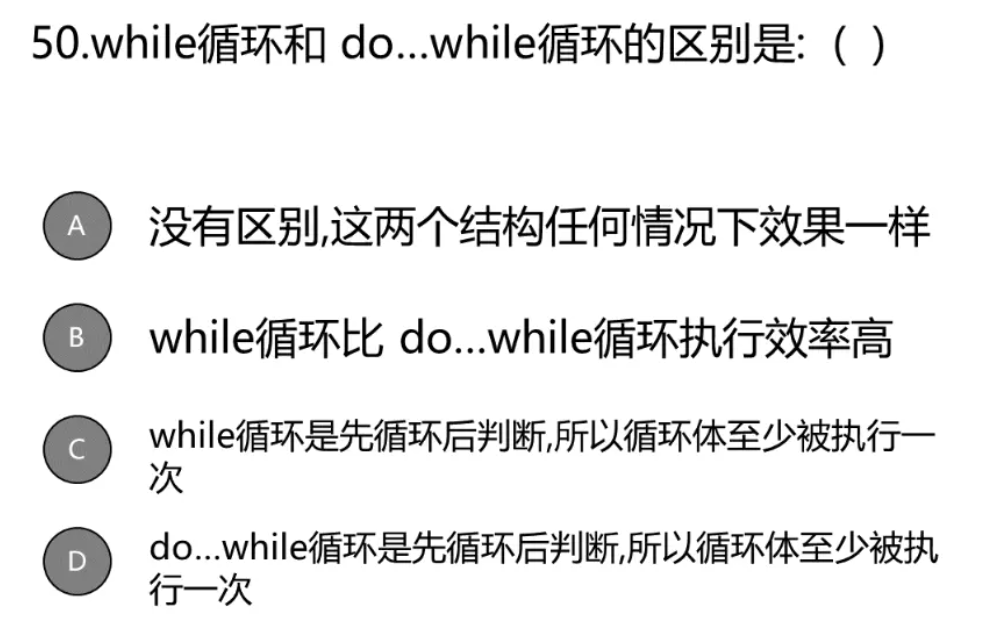 50.while循环和 do...while循环的区别是:（ ）
A
没有区别,这两个结构任何情况下效果一样
B
while循环比 do...while循环执行效率高
C
while循环是先循环后判断,所以循环体至少被执行一
次
D
do...while循环是先循环后判断,所以循环体至少被执
行一次